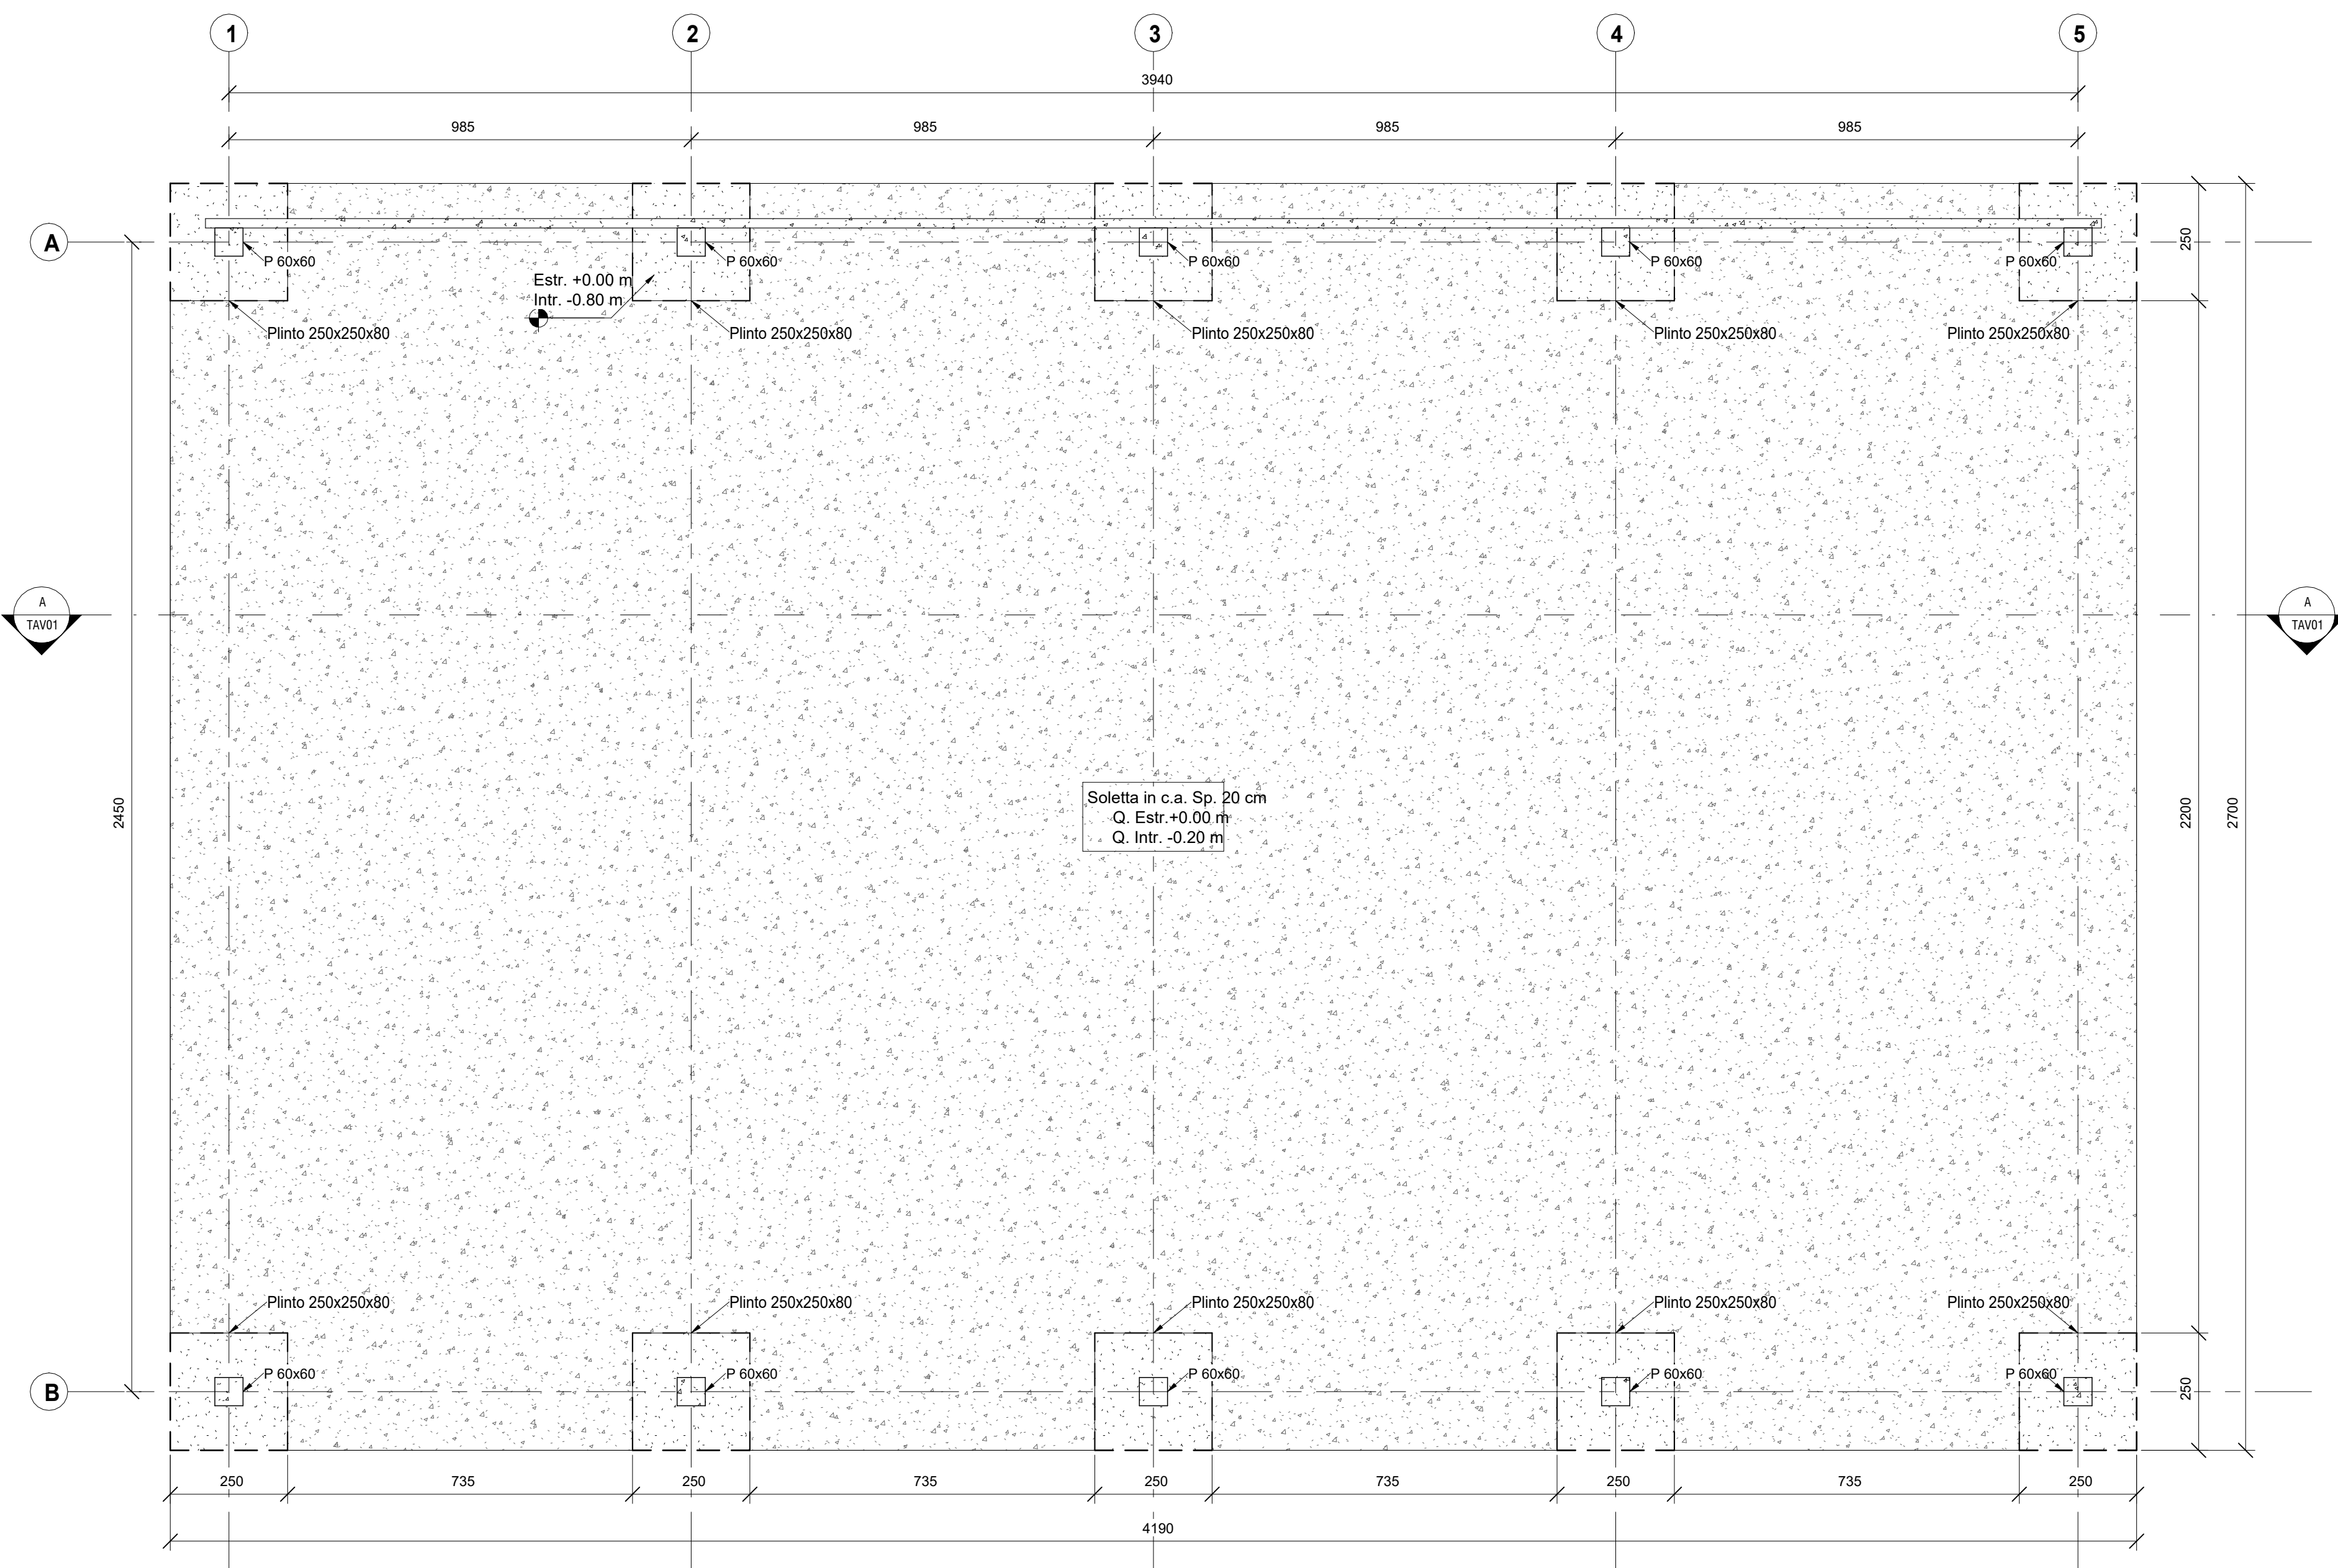 1 2 3 4 5
3940
985 985 985 985
A
250
P 60x60 P 60x60 P 60x60 P 60x60 P 60x60
Estr. +0.00 m
Intr. -0.80 m
Plinto 250x250x80 Plinto 250x250x80 Plinto 250x250x80 Plinto 250x250x80 Plinto 250x250x80
A A
TAV01 TAV01
Soletta in c.a. Sp. 20 cm
Q. Estr.+0.00 m
Q. Intr. -0.20 m
2450 2200 2700
Plinto 250x250x80 Plinto 250x250x80 Plinto 250x250x80 Plinto 250x250x80 Plinto 250x250x80
P 60x60 P 60x60 P 60x60 P 60x60 P 60x60
B 250
250 735 250 735 250 735 250 735 250
4190